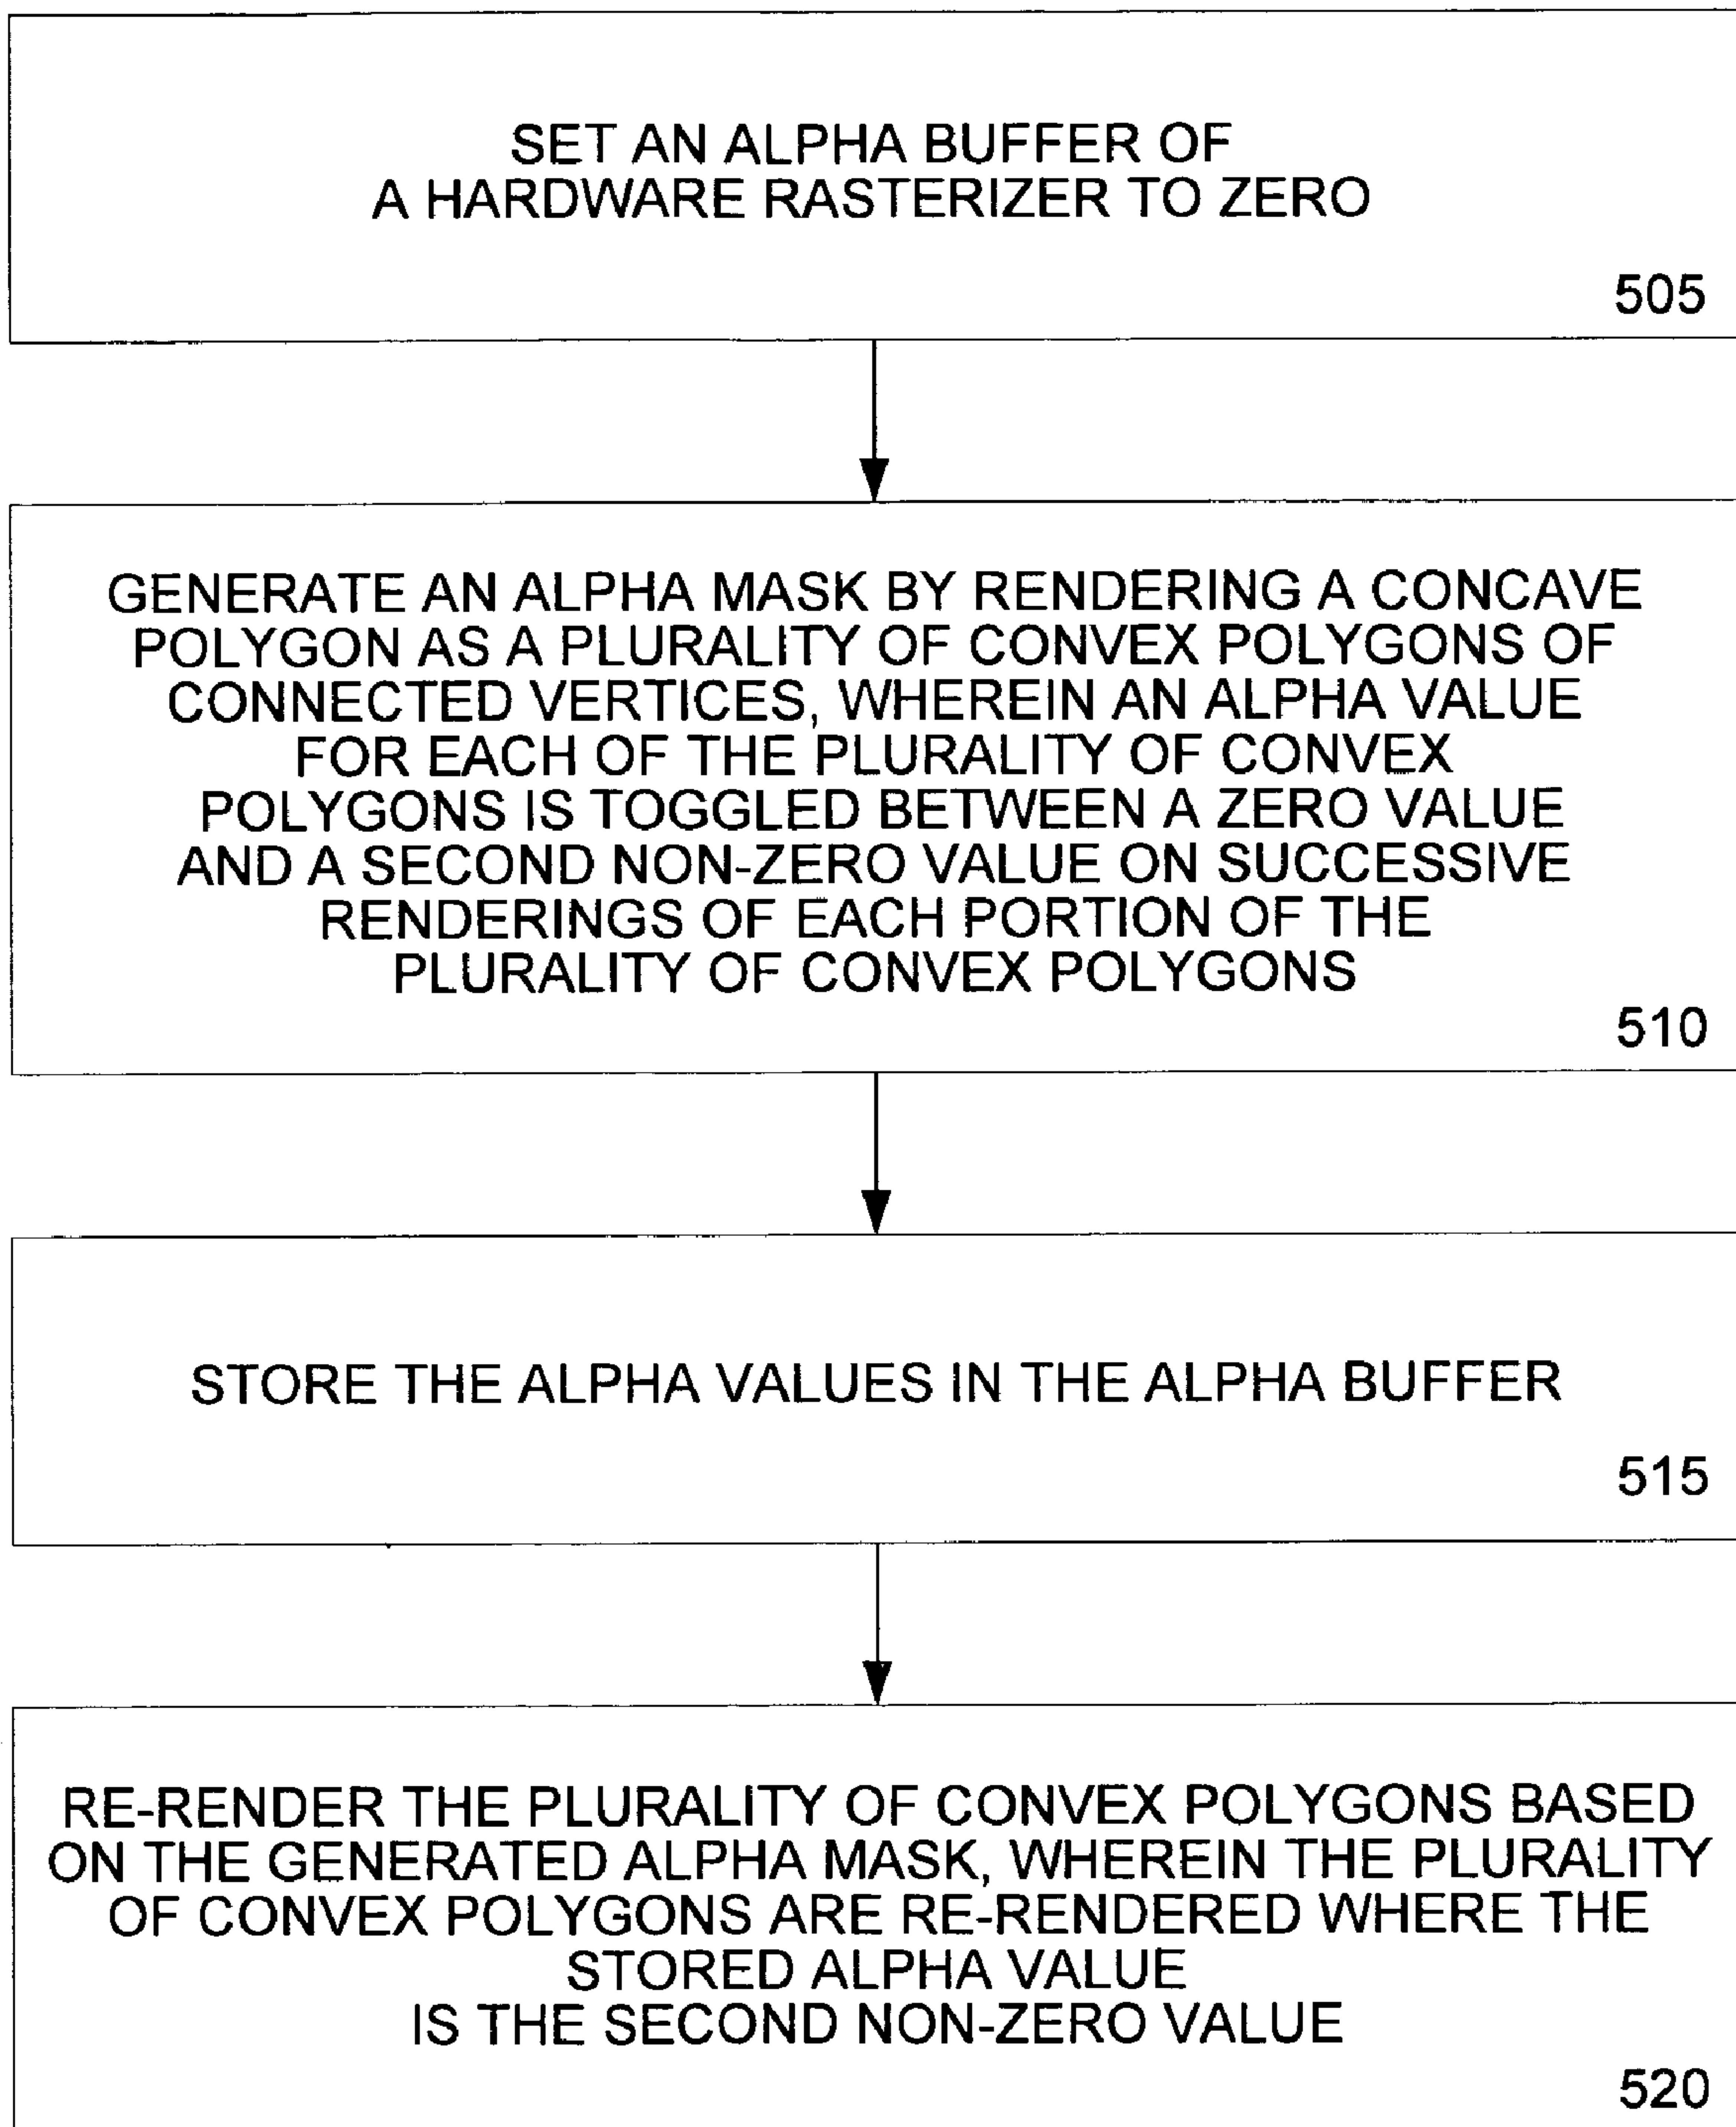 SET AN ALPHA BUFFER OF
A HARDWARE RASTERIZER TO ZERO
505
GENERATE AN ALPHA MASK BY RENDERING A CONCAVE
POLYGON AS A PLURALITY OF CONVEX POLYGONS OF
CONNECTED VERTICES, WHEREIN AN ALPHA VALUE
FOR EACH OF THE PLURALITY OF CONVEX
POLYGONS IS TOGGLED BETWEEN A ZERO VALUE
AND A SECOND NON-ZERO VALUE ON SUCCESSIVE
RENDERINGS OF EACH PORTION OF THE
PLURALITY OF CONVEX POLYGONS
510
STORE THE ALPHA VALUES IN THE ALPHA BUFFER
515
RE-RENDER THE PLURALITY OF CONVEX POLYGONS BASED
ON THE GENERATED ALPHA MASK, WHEREIN THE PLURALITY
OF CONVEX POLYGONS ARE RE-RENDERED WHERE THE
STORED ALPHA VALUE
IS THE SECOND NON-ZERO VALUE
520